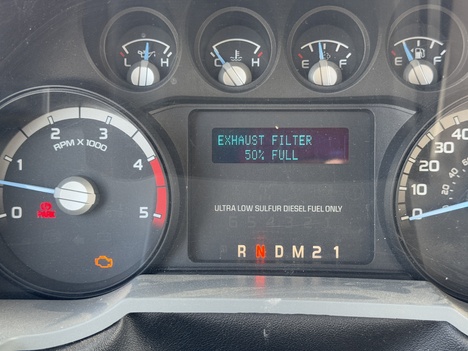 L H
C H
E F
E F
EXHAUST FILTER
50% FULL
0 1 2 3 4 5
RPM X 1000
ULTRA LOW SULFUR DIESEL FUEL ONLY
R N D M 2 1
0 10 20 30 40